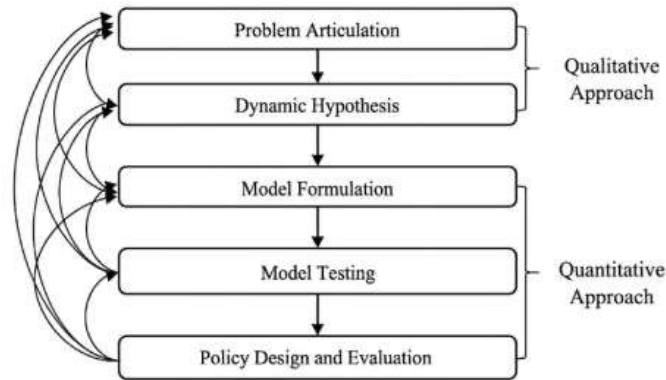 Problem Articulation
Qualitative
Approach
Dynamic Hypothesis
Model Formulation
Model Testing
Quantitative
Approach
Policy Design and Evaluation